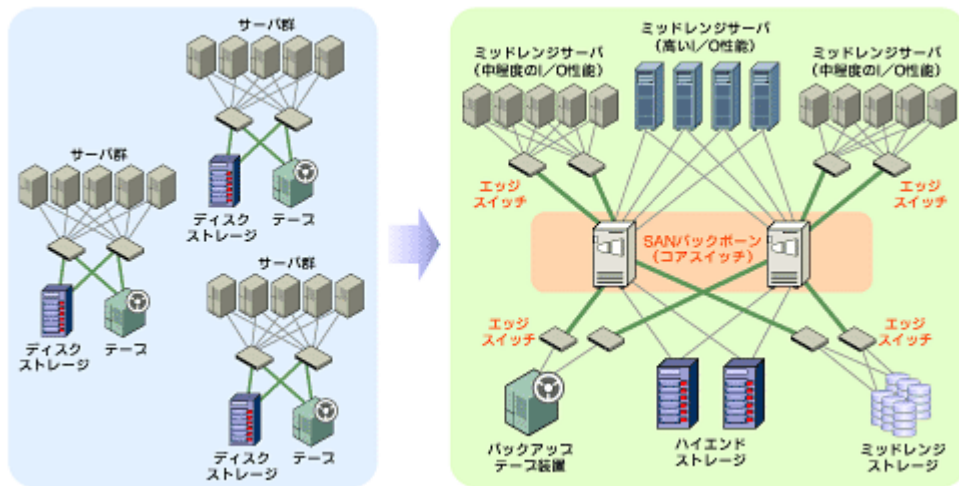 サーバ群
ディスク
ストレージ
テープ
サーバ群
ディスク
ストレージ
テープ
サーバ群
ディスク
ストレージ
テープ
ミッドレンジサーバ
(中程度のI/O性能)
ミッドレンジサーバ
(高いI/O性能)
ミッドレンジサーバ
(中程度のI/O性能)
エッジ
スイッチ
エッジ
スイッチ
SANバックボーン
(コアスイッチ)
エッジ
スイッチ
エッジ
スイッチ
バックアップ
テープ装置
ハイエンド
ストレージ
ミッドレンジ
ストレージ